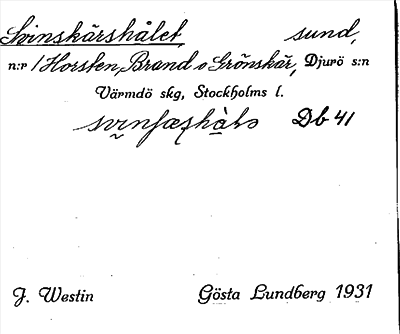 Svinskärshålet, sund,
n:r 1 Horsten, Brand o Grönskär, Djurö s:n
Värmdö skg, Stockholms l.
Db 41
J. Westin Gösta Lundberg 1931